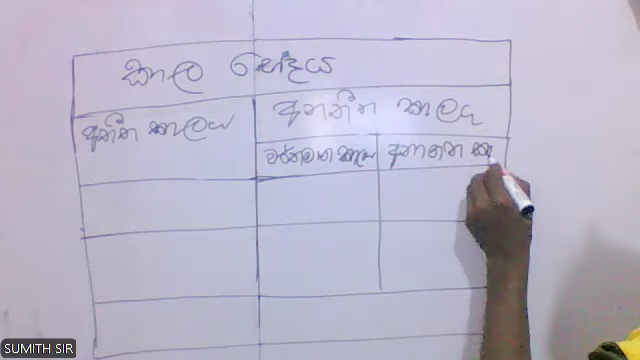 කාල භේදය
අතීත කාලය
අනතීත කාලය
වර්තමාන කාලය
අනාගත කා
SUMITH SIR